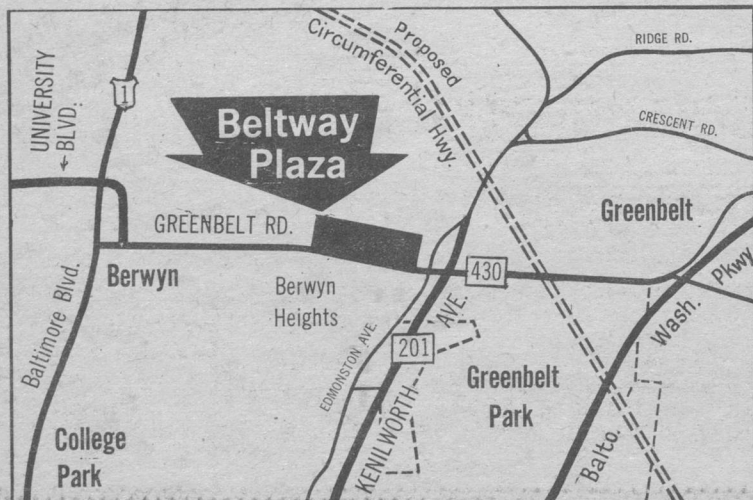 Proposed
Circumferential Hwy.
RIDGE RD.
UNIVERSITY
BLVD.
1
CRESCENT RD.
Beltway
Plaza
Greenbelt
GREENBELT RD.
430
Berwyn
Berwyn
Heights
Wash. Pkwy
Balto.
Baltimore Blvd.
EDMONSTON AVE.
201
KENILWORTH AVE.
Greenbelt
Park
College
Park